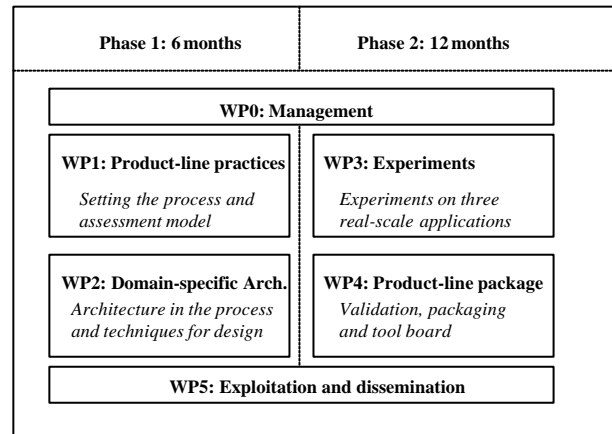 Phase 1: 6 months
Phase 2: 12 months
WP0: Management
WP1: Product-line practices
Setting the process and
assessment model
WP3: Experiments
Experiments on three
real-scale applications
WP2: Domain-specific Arch.
Architecture in the process
and techniques for design
WP4: Product-line package
Validation, packaging
and tool board
WP5: Exploitation and dissemination